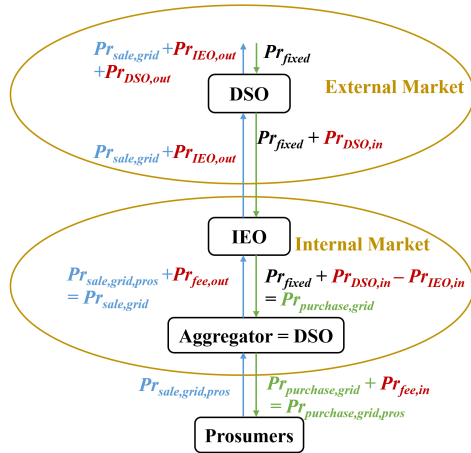 Pr_sale,grid + Pr_IEO,out
+ Pr_DSO,out
Pr_fixed
DSO
External Market
Pr_sale,grid + Pr_IEO,out
Pr_fixed + Pr_DSO,in
IEO
Internal Market
Pr_sale,grid,pros + Pr_fee,out
= Pr_sale,grid
Pr_fixed + Pr_DSO,in − Pr_IEO,in
= Pr_purchase,grid
Aggregator = DSO
Pr_sale,grid,pros
Pr_purchase,grid + Pr_fee,in
= Pr_purchase,grid,pros
Prosumers